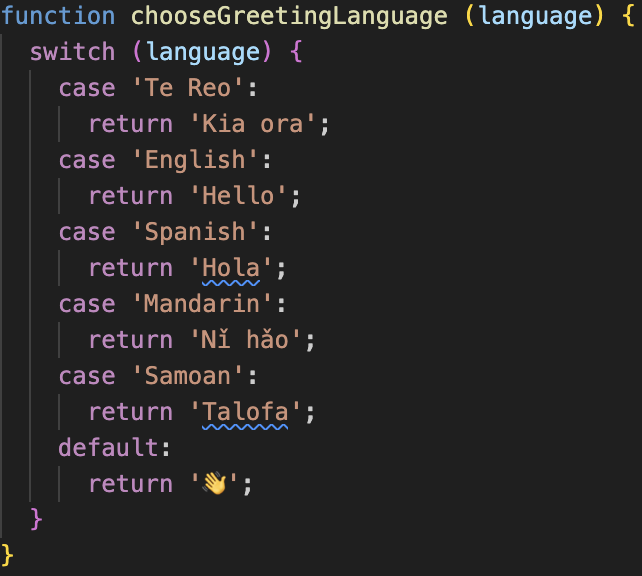 function chooseGreetingLanguage (language) {
  switch (language) {
    case 'Te Reo':
      return 'Kia ora';
    case 'English':
      return 'Hello';
    case 'Spanish':
      return 'Hola';
    case 'Mandarin':
      return 'Nǐ hǎo';
    case 'Samoan':
      return 'Talofa';
    default:
      return '👋';
  }
}